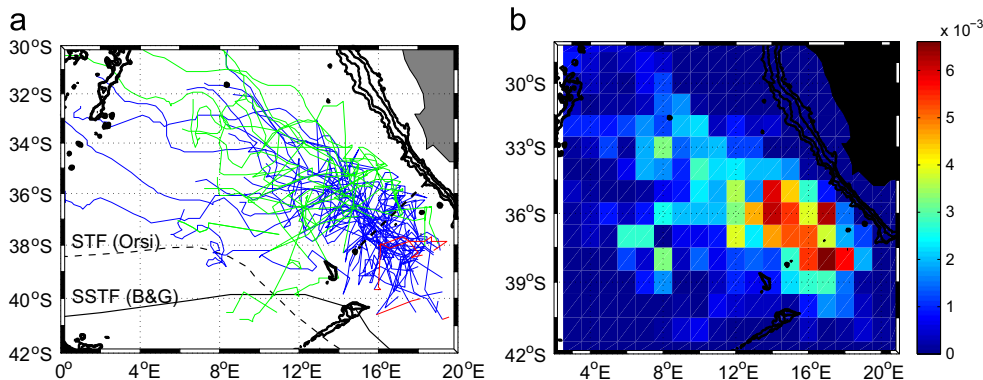 a
30°S
32°S
34°S
36°S
38°S
40°S
42°S
STF (Orsi)
SSTF (B&G)
0°
4°E
8°E
12°E
16°E
20°E
b
30°S
33°S
36°S
39°S
42°S
4°E
8°E
12°E
16°E
20°E
x 10⁻³
6
5
4
3
2
1
0